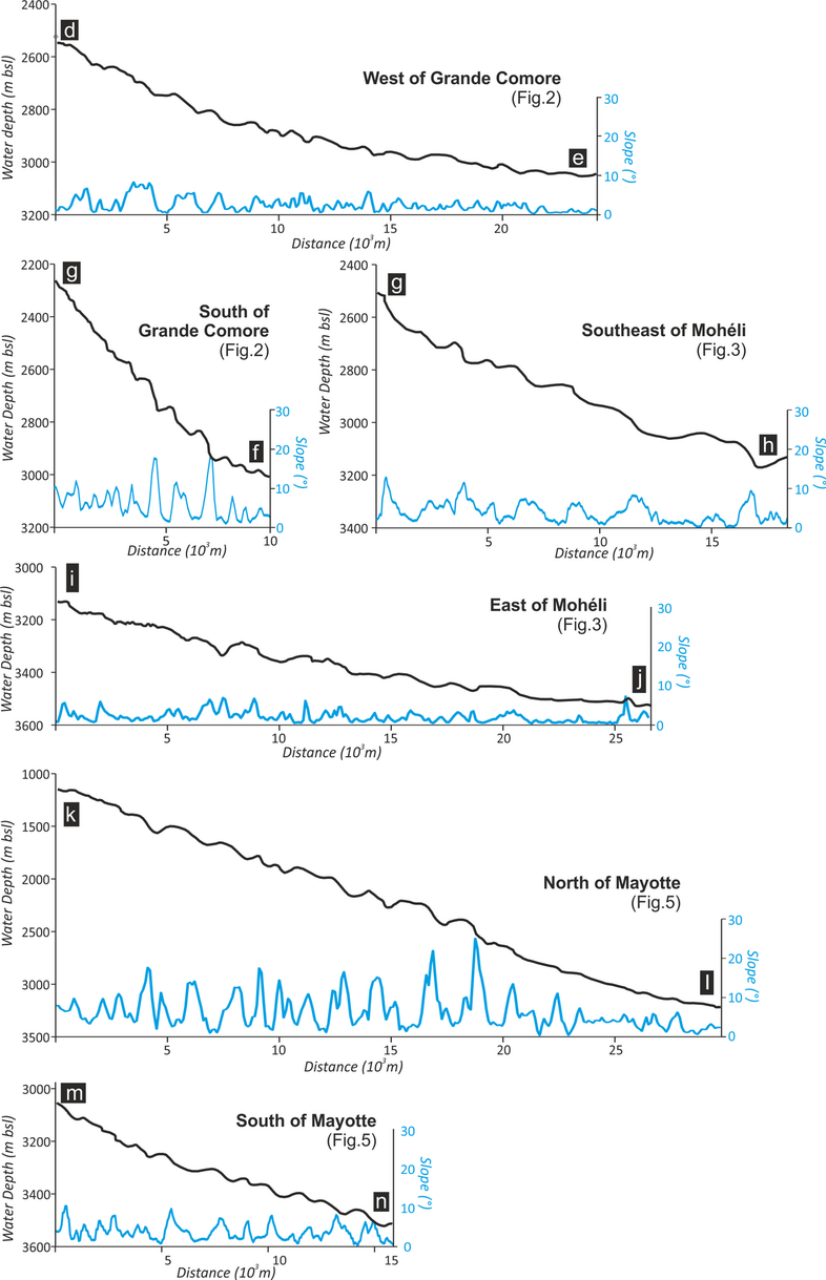 2400
d
2600
West of Grande Comore
(Fig.2)
2800
3000
3200
Water depth (m bsl)
e
30
20
10
0
Slope (°)
5
10
15
20
Distance (10³m)
2200
g
2400
South of
Grande Comore
(Fig.2)
2600
2800
3000
3200
Water Depth (m bsl)
f
30
20
10
0
Slope (°)
5
10
Distance (10³m)
2400
g
2600
Southeast of Mohéli
(Fig.3)
2800
3000
3200
3400
Water Depth (m bsl)
h
30
20
10
0
Slope (°)
5
10
15
Distance (10³m)
3000
i
3200
East of Mohéli
(Fig.3)
3400
3600
Water Depth (m bsl)
j
30
20
10
0
Slope (°)
5
10
15
20
25
Distance (10³m)
1000
k
1500
2000
North of Mayotte
(Fig.5)
2500
3000
3500
Water Depth (m bsl)
l
30
20
10
0
Slope (°)
5
10
15
20
25
Distance (10³m)
3000
m
South of Mayotte
(Fig.5)
3200
3400
3600
Water Depth (m bsl)
n
30
20
10
0
Slope (°)
5
10
15
Distance (10³m)